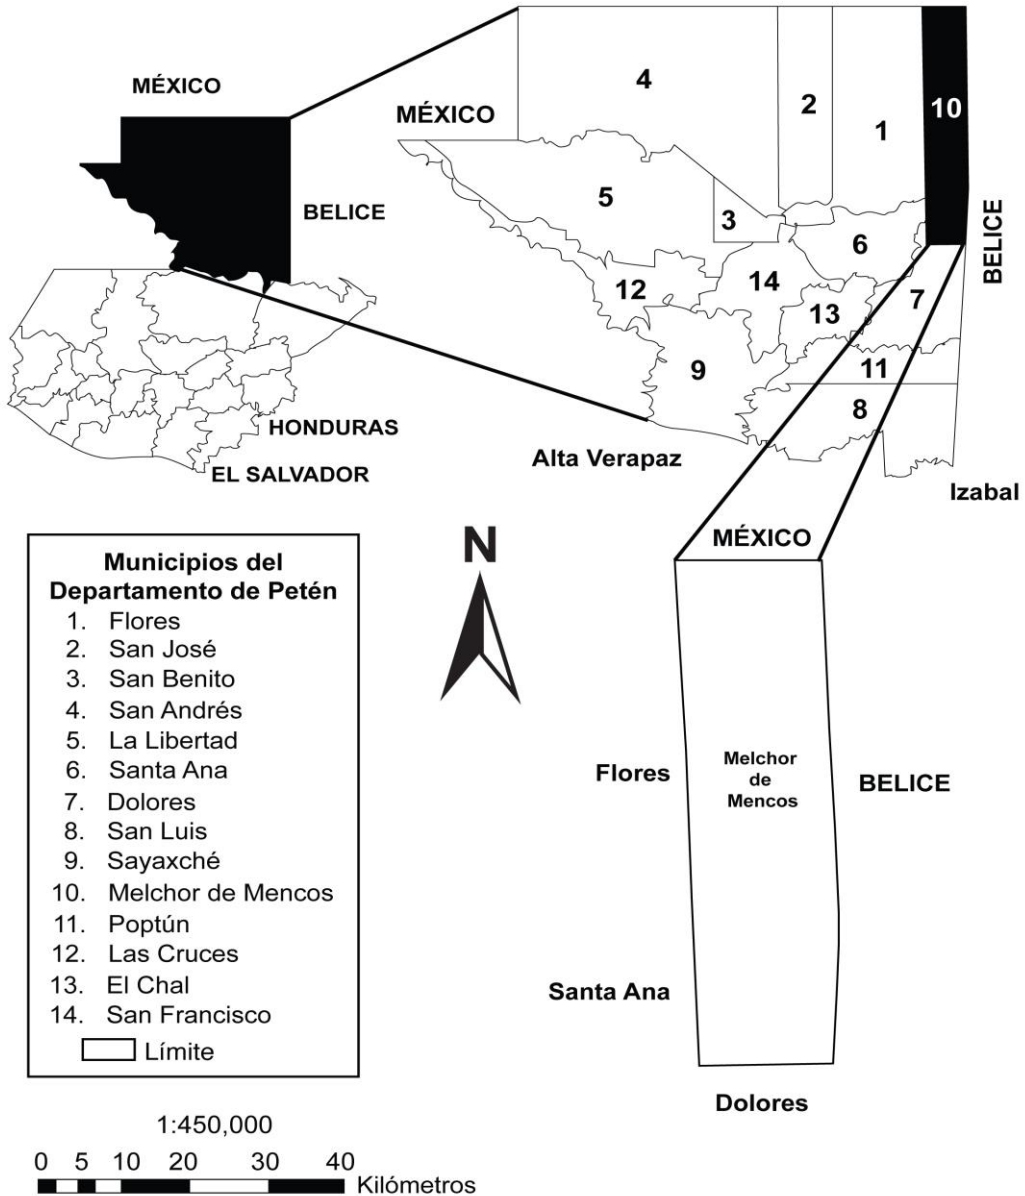 MÉXICO
BELICE
HONDURAS
EL SALVADOR
MÉXICO
4
2
1
10
5
3
6
BELICE
12
14
13
7
9
11
8
Alta Verapaz
Izabal
Municipios del
Departamento de Petén
1. Flores
2. San José
3. San Benito
4. San Andrés
5. La Libertad
6. Santa Ana
7. Dolores
8. San Luis
9. Sayaxché
10. Melchor de Mencos
11. Poptún
12. Las Cruces
13. El Chal
14. San Francisco
Límite
1:450,000
0 5 10 20 30 40
Kilómetros
N
MÉXICO
Flores
Melchor
de
Mencos
BELICE
Santa Ana
Dolores